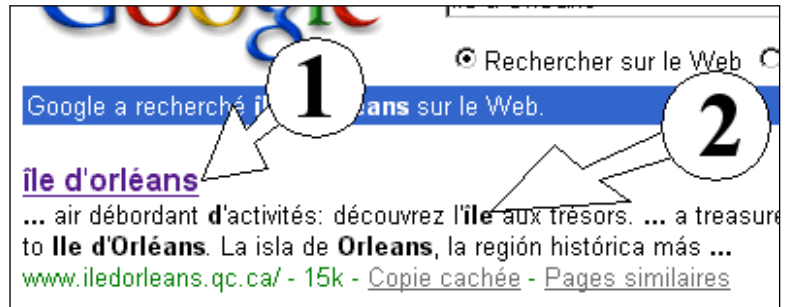 Google
Rechercher sur le Web
Google a recherché sur le Web.
1
2
île d'orléans
... air débordant d'activités: découvrez l'île aux trésors. ... a treasure
to Ile d'Orléans. La isla de Orleans, la región histórica más ...
www.iledorleans.qc.ca/ - 15k - Copie cachée - Pages similaires